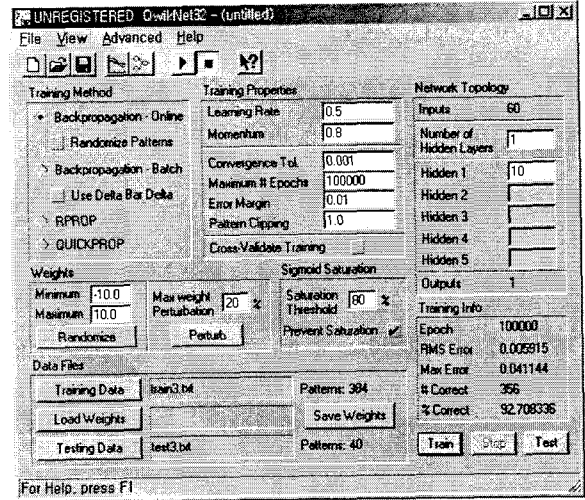 UNREGISTERED QwikNet32 - (untitled)
File View Advanced Help
Training Method
Backpropagation - Online
Randomize Patterns
Backpropagation - Batch
Use Delta Bar Delta
RPROP
QUICKPROP
Training Properties
Learning Rate 0.5
Momentum 0.8
Convergence Tol. 0.001
Maximum # Epochs 100000
Error Margin 0.01
Pattern Clipping 1.0
Cross-Validate Training
Network Topology
Inputs 60
Number of
Hidden Layers 1
Hidden 1 10
Hidden 2
Hidden 3
Hidden 4
Hidden 5
Outputs 1
Weights
Minimum -10.0
Maximum 10.0
Randomize
Max weight
Perturbation 20 %
Perturb
Sigmoid Saturation
Saturation
Threshold 80 %
Prevent Saturation
Training Info
Epoch 100000
RMS Error 0.005915
Max Error 0.041144
# Correct 356
% Correct 92.708336
Train Stop Test
Data Files
Training Data train3.txt Patterns: 384
Load Weights Save Weights
Testing Data test3.txt Patterns: 40
For Help, press F1